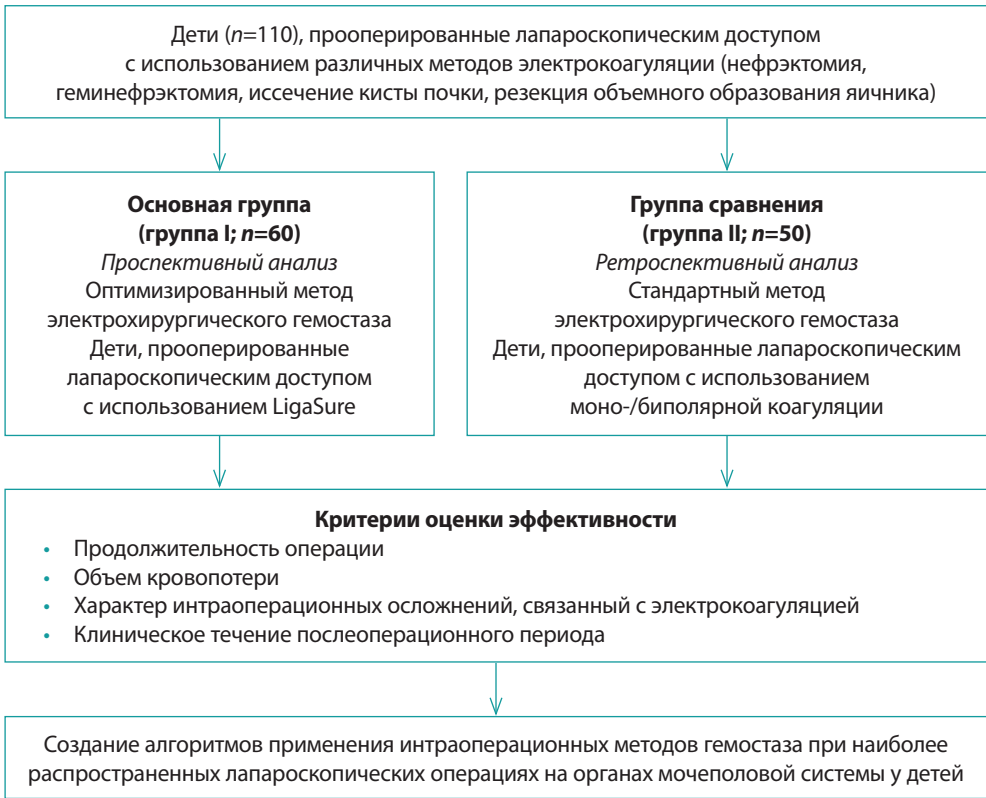 Дети (n=110), прооперированные лапароскопическим доступом
с использованием различных методов электрокоагуляции (нефрэктомия,
геминефрэктомия, иссечение кисты почки, резекция объемного образования яичника)
Основная группа
(группа I; n=60)
Проспективный анализ
Оптимизированный метод
электрохирургического гемостаза
Дети, прооперированные
лапароскопическим доступом
с использованием LigaSure
Группа сравнения
(группа II; n=50)
Ретроспективный анализ
Стандартный метод
электрохирургического гемостаза
Дети, прооперированные лапароскопическим
доступом с использованием
моно-/биполярной коагуляции
Критерии оценки эффективности
• Продолжительность операции
• Объем кровопотери
• Характер интраоперационных осложнений, связанный с электрокоагуляцией
• Клиническое течение послеоперационного периода
Создание алгоритмов применения интраоперационных методов гемостаза при наиболее
распространенных лапароскопических операциях на органах мочеполовой системы у детей